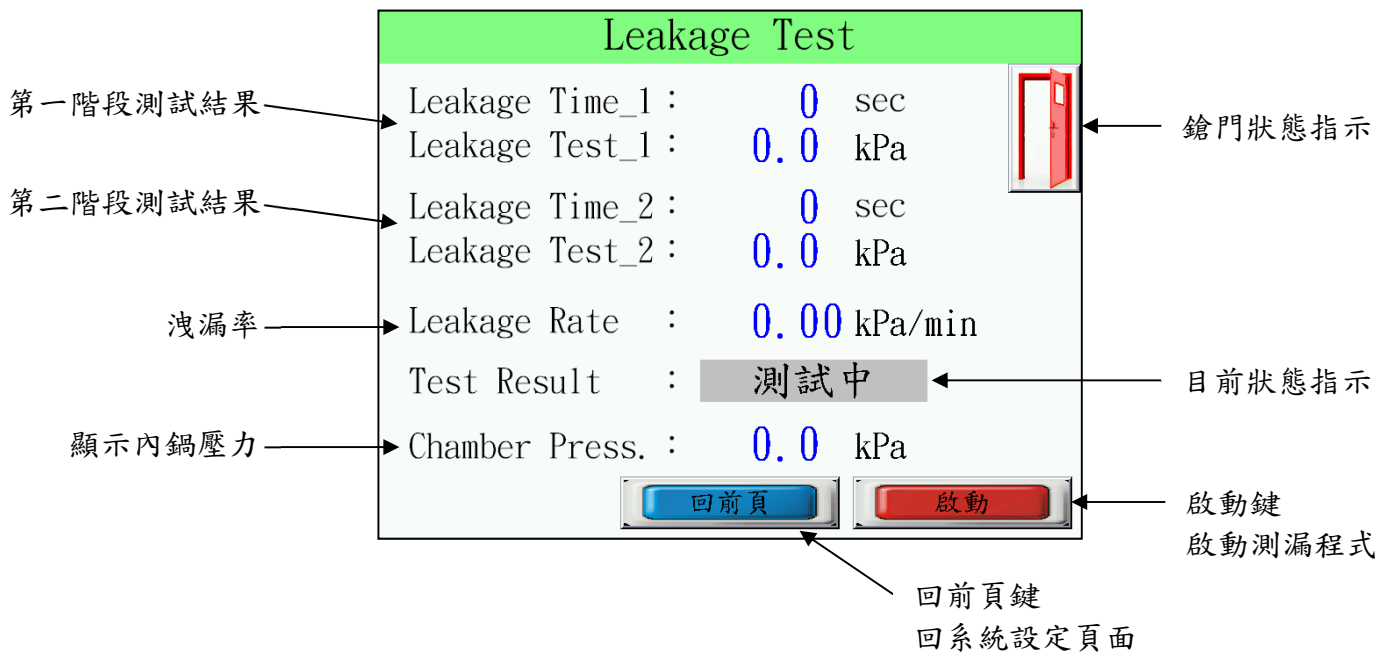 Leakage Test
第一階段測試結果
Leakage Time_1: 0 sec
Leakage Test_1: 0.0 kPa
鎗門狀態指示
第二階段測試結果
Leakage Time_2: 0 sec
Leakage Test_2: 0.0 kPa
洩漏率
Leakage Rate : 0.00 kPa/min
Test Result : 測試中
目前狀態指示
顯示內鍋壓力
Chamber Press. : 0.0 kPa
回前頁
啟動
啟動鍵
啟動測漏程式
回前頁鍵
回系統設定頁面